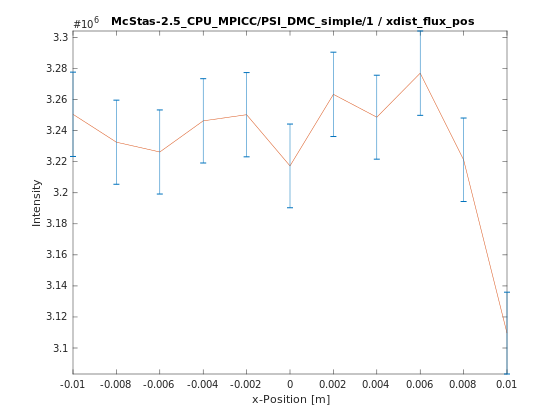 #10^6 McStas-2.5_CPU_MPICC/PSI_DMC_simple/1 / xdist_flux_pos
3.3
3.28
3.26
3.24
3.22
3.2
3.18
3.16
3.14
3.12
3.1
Intensity
-0.01 -0.008 -0.006 -0.004 -0.002 0 0.002 0.004 0.006 0.008 0.01
x-Position [m]